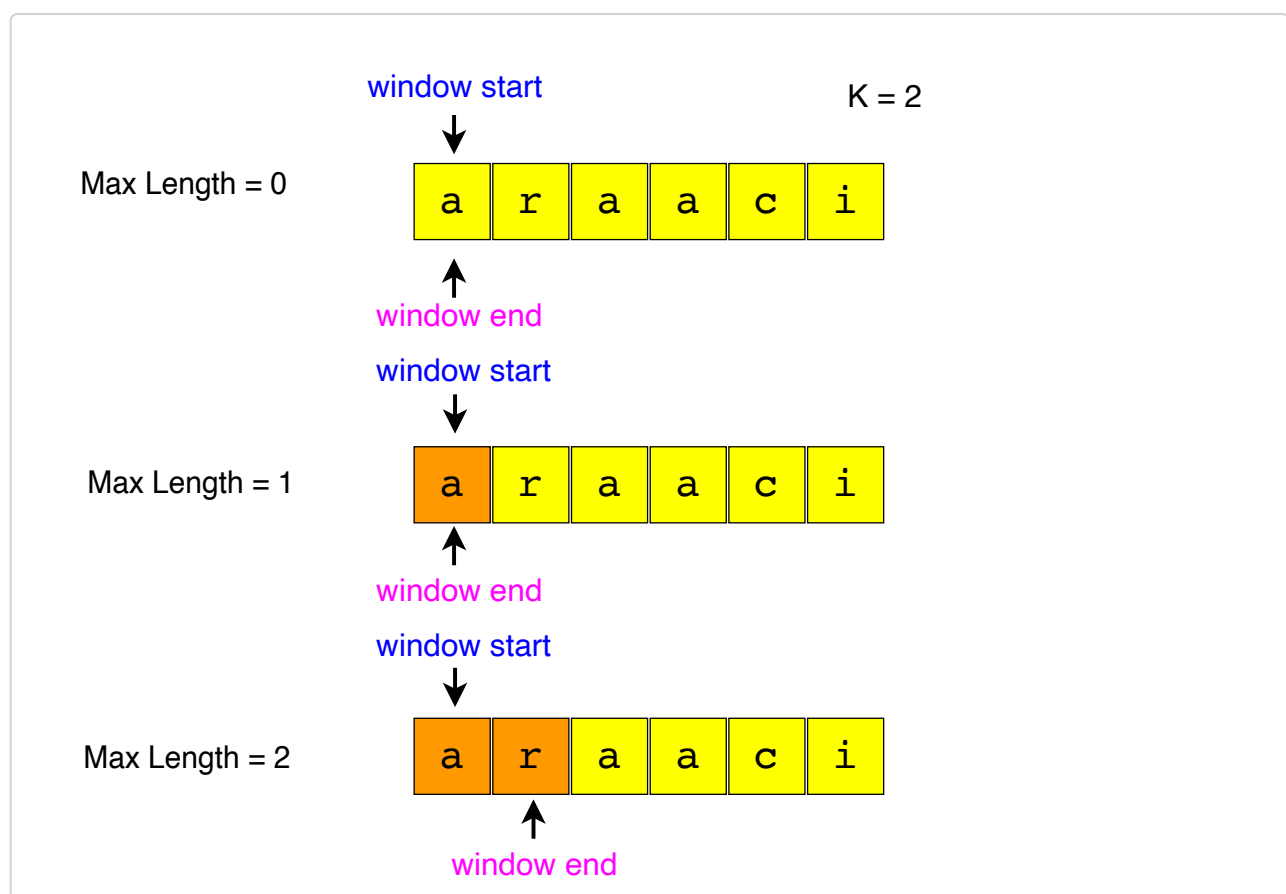 window start
K = 2
Max Length = 0
a r a a c i
window end
window start
Max Length = 1
a r a a c i
window end
window start
Max Length = 2
a r a a c i
window end